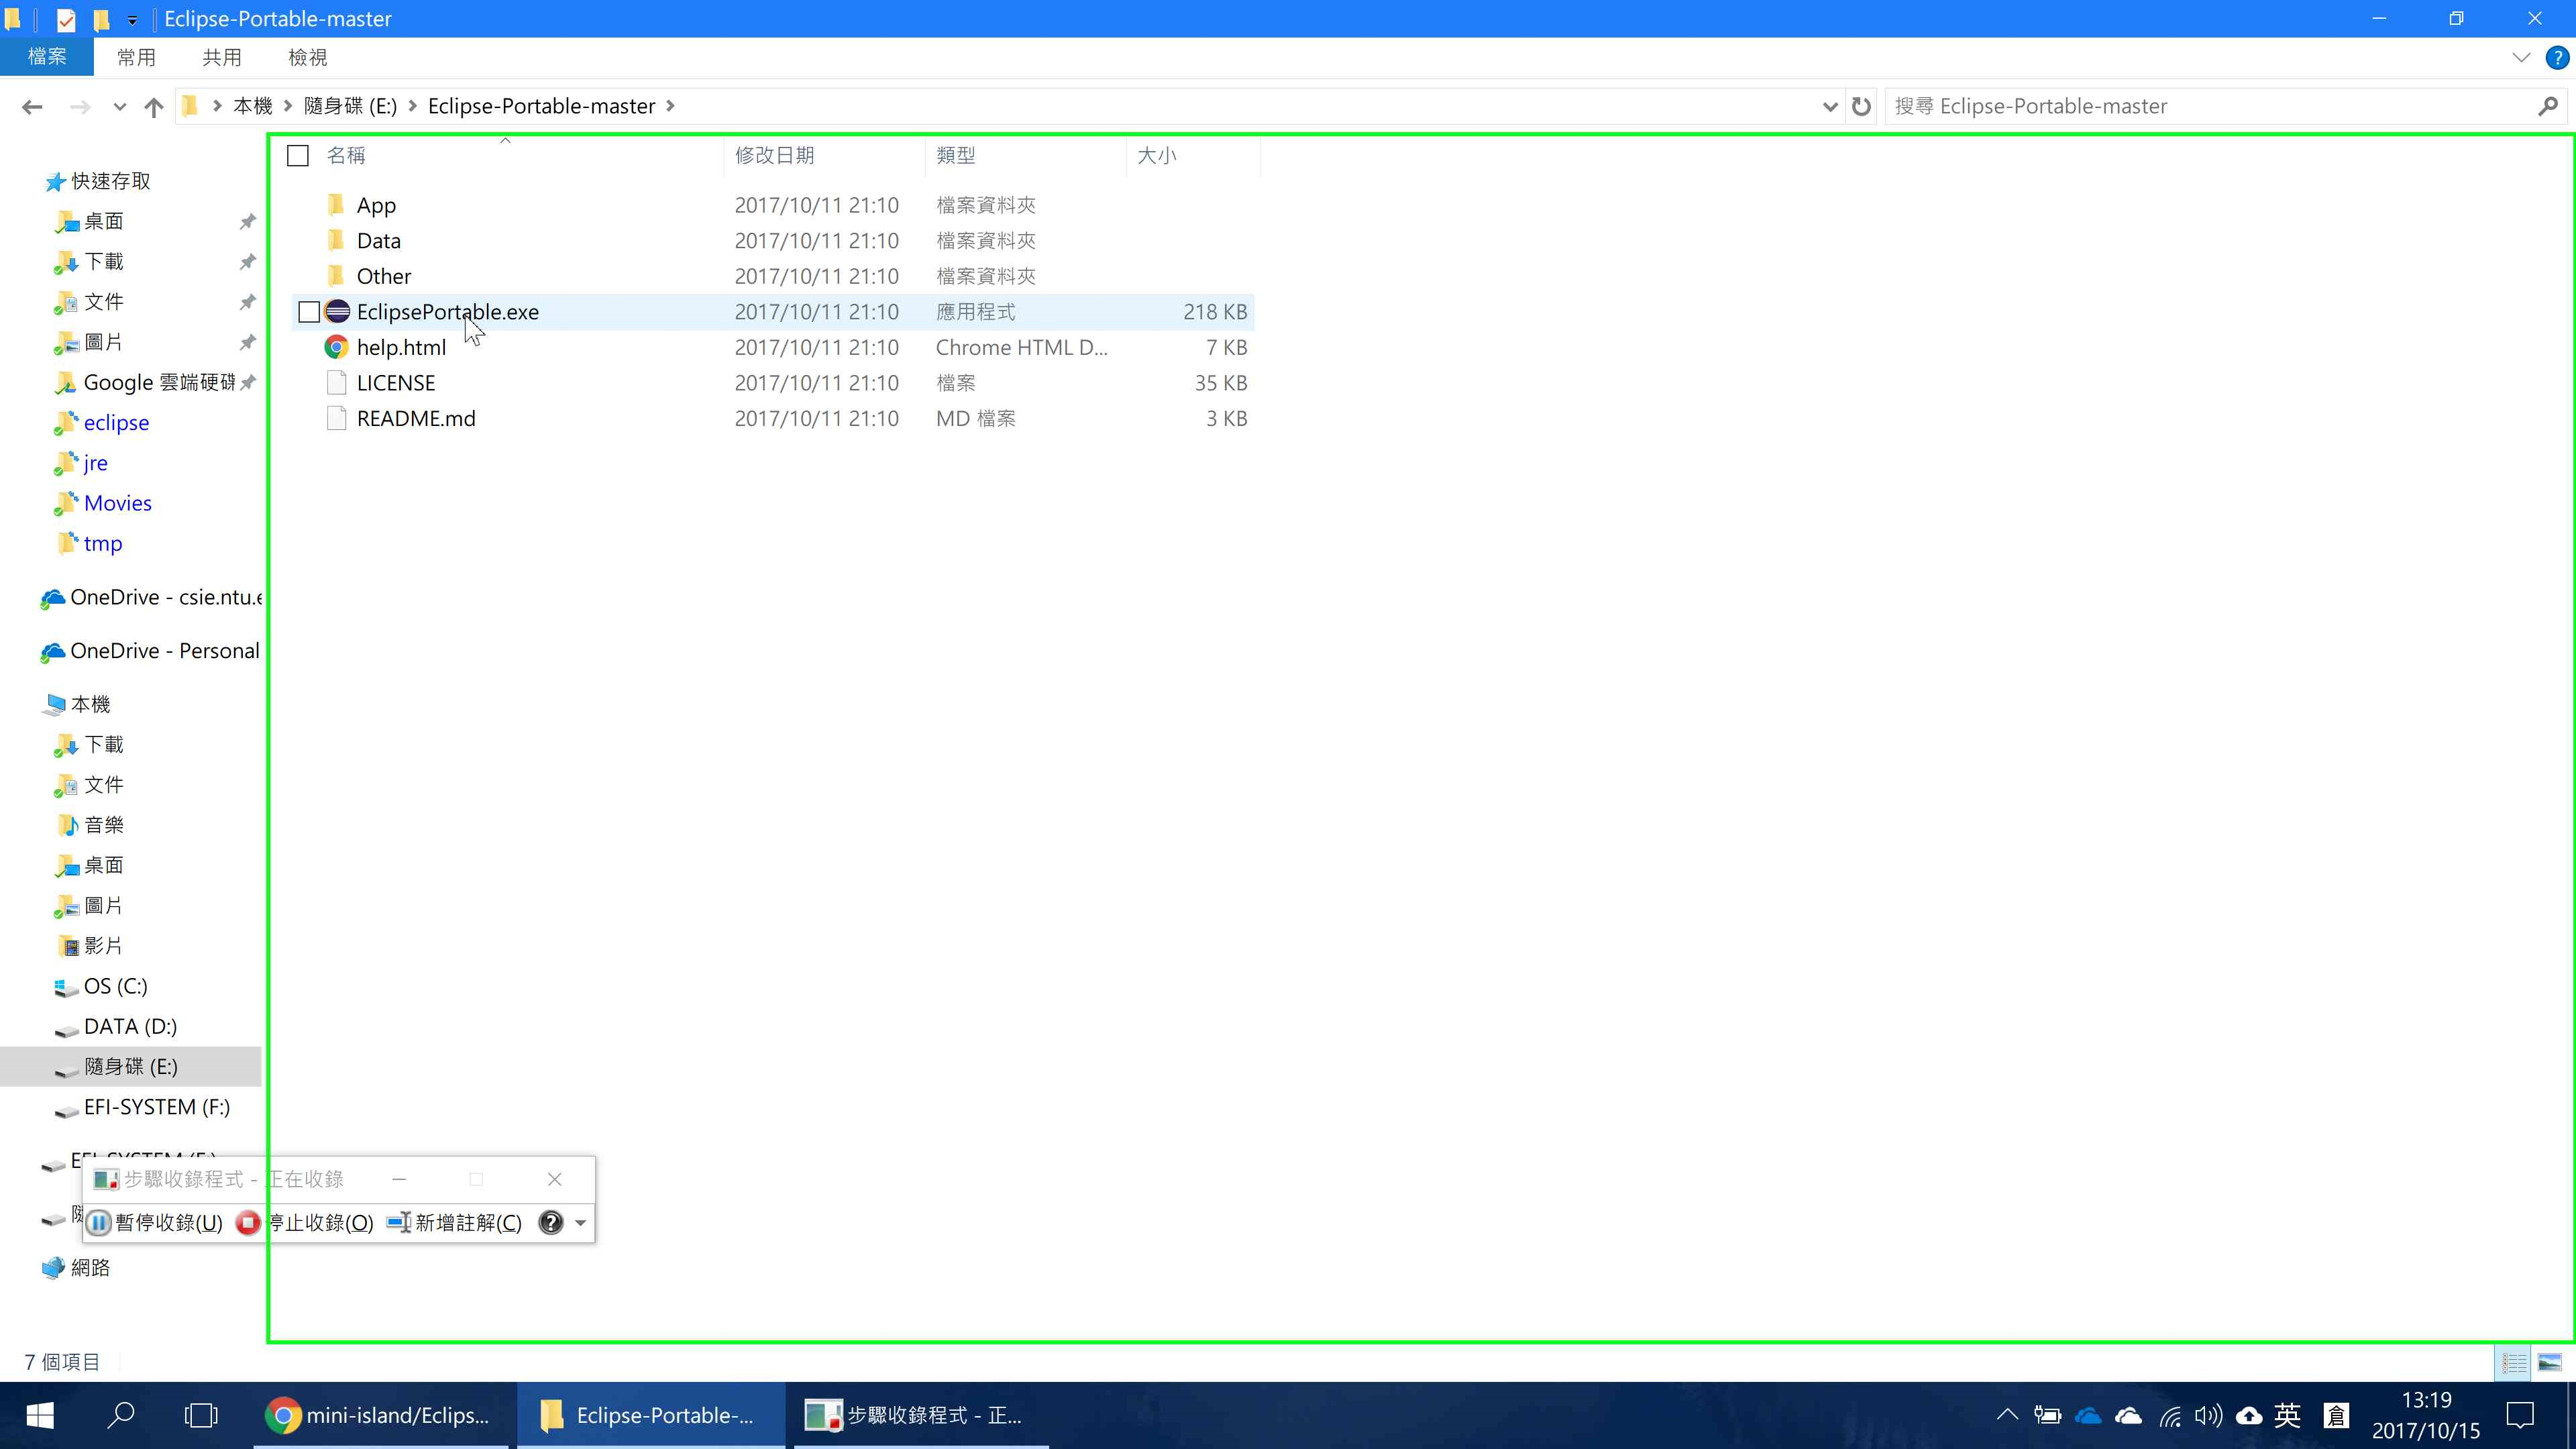 Eclipse-Portable-master
檔案 常用 共用 檢視
本機 隨身碟 (E:) Eclipse-Portable-master
搜尋 Eclipse-Portable-master
名稱 修改日期 類型 大小
App 2017/10/11 21:10 檔案資料夾
Data 2017/10/11 21:10 檔案資料夾
Other 2017/10/11 21:10 檔案資料夾
EclipsePortable.exe 2017/10/11 21:10 應用程式 218 KB
help.html 2017/10/11 21:10 Chrome HTML D... 7 KB
LICENSE 2017/10/11 21:10 檔案 35 KB
README.md 2017/10/11 21:10 MD 檔案 3 KB
快速存取
桌面
下載
文件
圖片
Google 雲端硬碟
eclipse
jre
Movies
tmp
OneDrive - csie.ntu.e
OneDrive - Personal
本機
下載
文件
音樂
桌面
圖片
影片
OS (C:)
DATA (D:)
隨身碟 (E:)
EFI-SYSTEM (F:)
EFI-SYSTEM (F:)
步驟收錄程式 - 正在收錄
暫停收錄(U) 停止收錄(O) 新增註解(C)
網路
7 個項目
mini-island/Eclips...
Eclipse-Portable-...
步驟收錄程式 - 正...
英 倉
13:19
2017/10/15